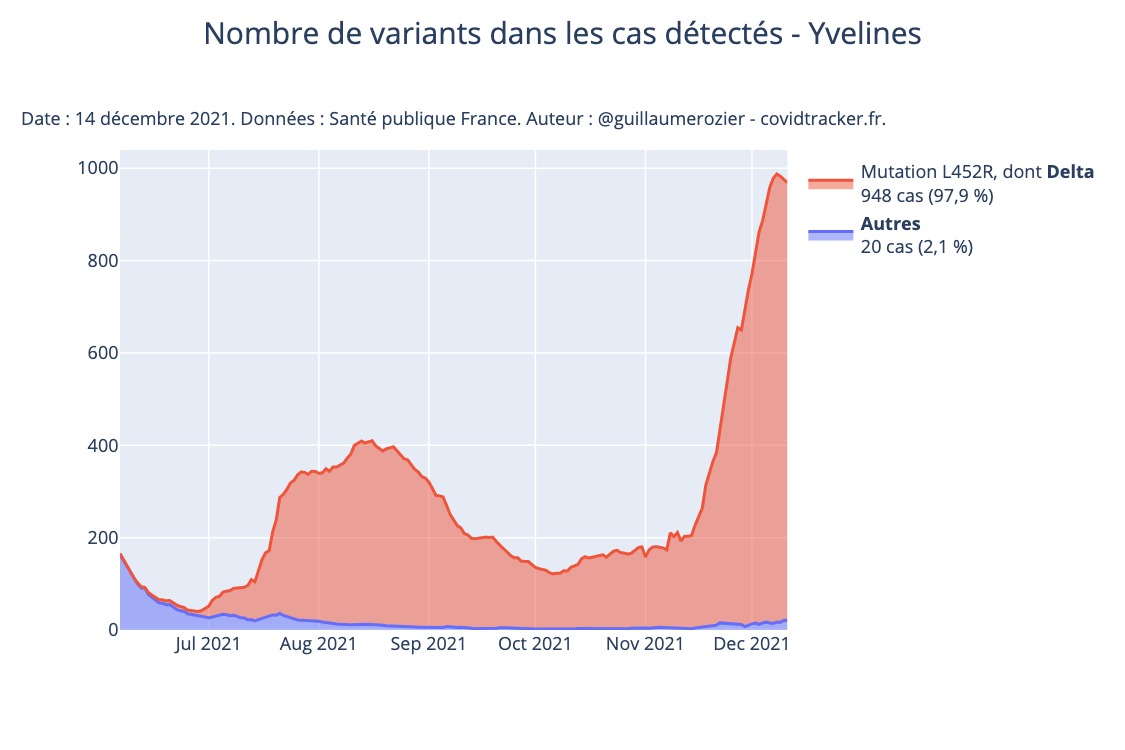 Nombre de variants dans les cas détectés - Yvelines
Date : 14 décembre 2021. Données : Santé publique France. Auteur : @guillaumerozier - covidtracker.fr.
Mutation L452R, dont Delta
948 cas (97,9 %)
Autres
20 cas (2,1 %)
1000
800
600
400
200
0
Jul 2021
Aug 2021
Sep 2021
Oct 2021
Nov 2021
Dec 2021